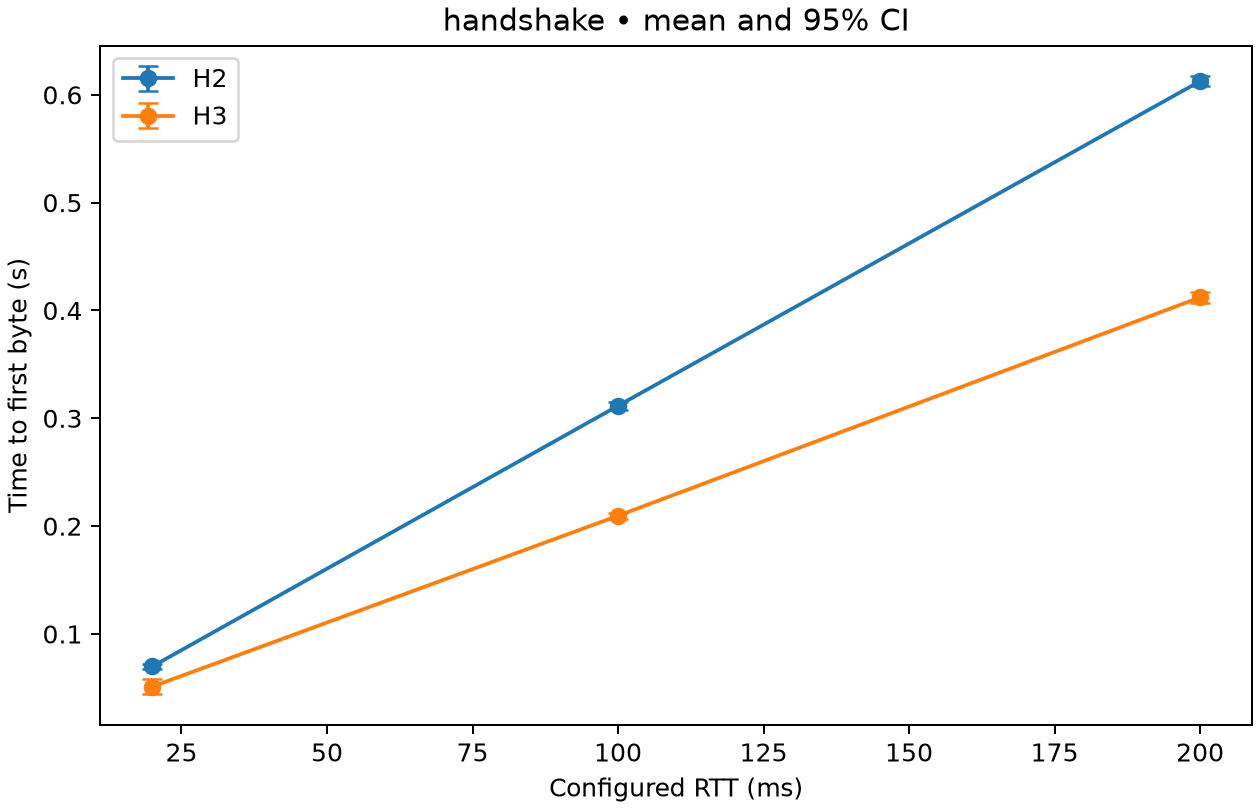 handshake • mean and 95% CI
H2
H3
0.6
0.5
0.4
0.3
0.2
0.1
Time to first byte (s)
25 50 75 100 125 150 175 200
Configured RTT (ms)